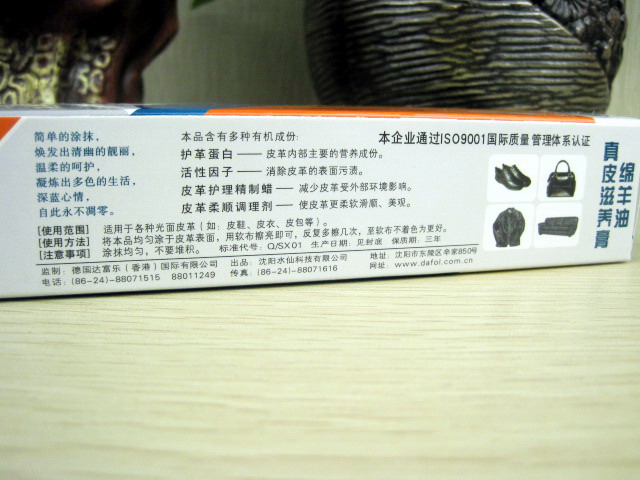 简单的涂抹，
焕发出清幽的靓丽，
温柔的呵护，
凝炼出多色的生活，
深蓝心情，
自此永不凋零。
本品含有多种有机成份：
护革蛋白——皮革内部主要的营养成份。
活性因子——消除皮革的表面污渍。
皮革护理精制蜡——减少皮革受外部环境影响。
皮革柔顺调理剂——使皮革更柔软滑顺、美观。
本企业通过ISO9001国际质量管理体系认证
绵羊油
真皮滋养膏
[使用范围] 适用于各种光面皮革（如：皮鞋、皮衣、皮包等）。
[使用方法] 将本品均匀涂于皮革表面，用软布擦亮即可，反复多擦几次，至软布不着色为更好。
[注意事项] 涂抹均匀，不要堆积。 标准代号：Q/SX01 生产日期：见封底 保质期：三年
监制：德国达富乐（香港）国际有限公司 出品：沈阳水仙科技有限公司 地址：沈阳市东陵区辛家850号
电话：(86-24)-88071515 88011249 传真：(86-24)-88071616 网址：www.dafol.com.cn